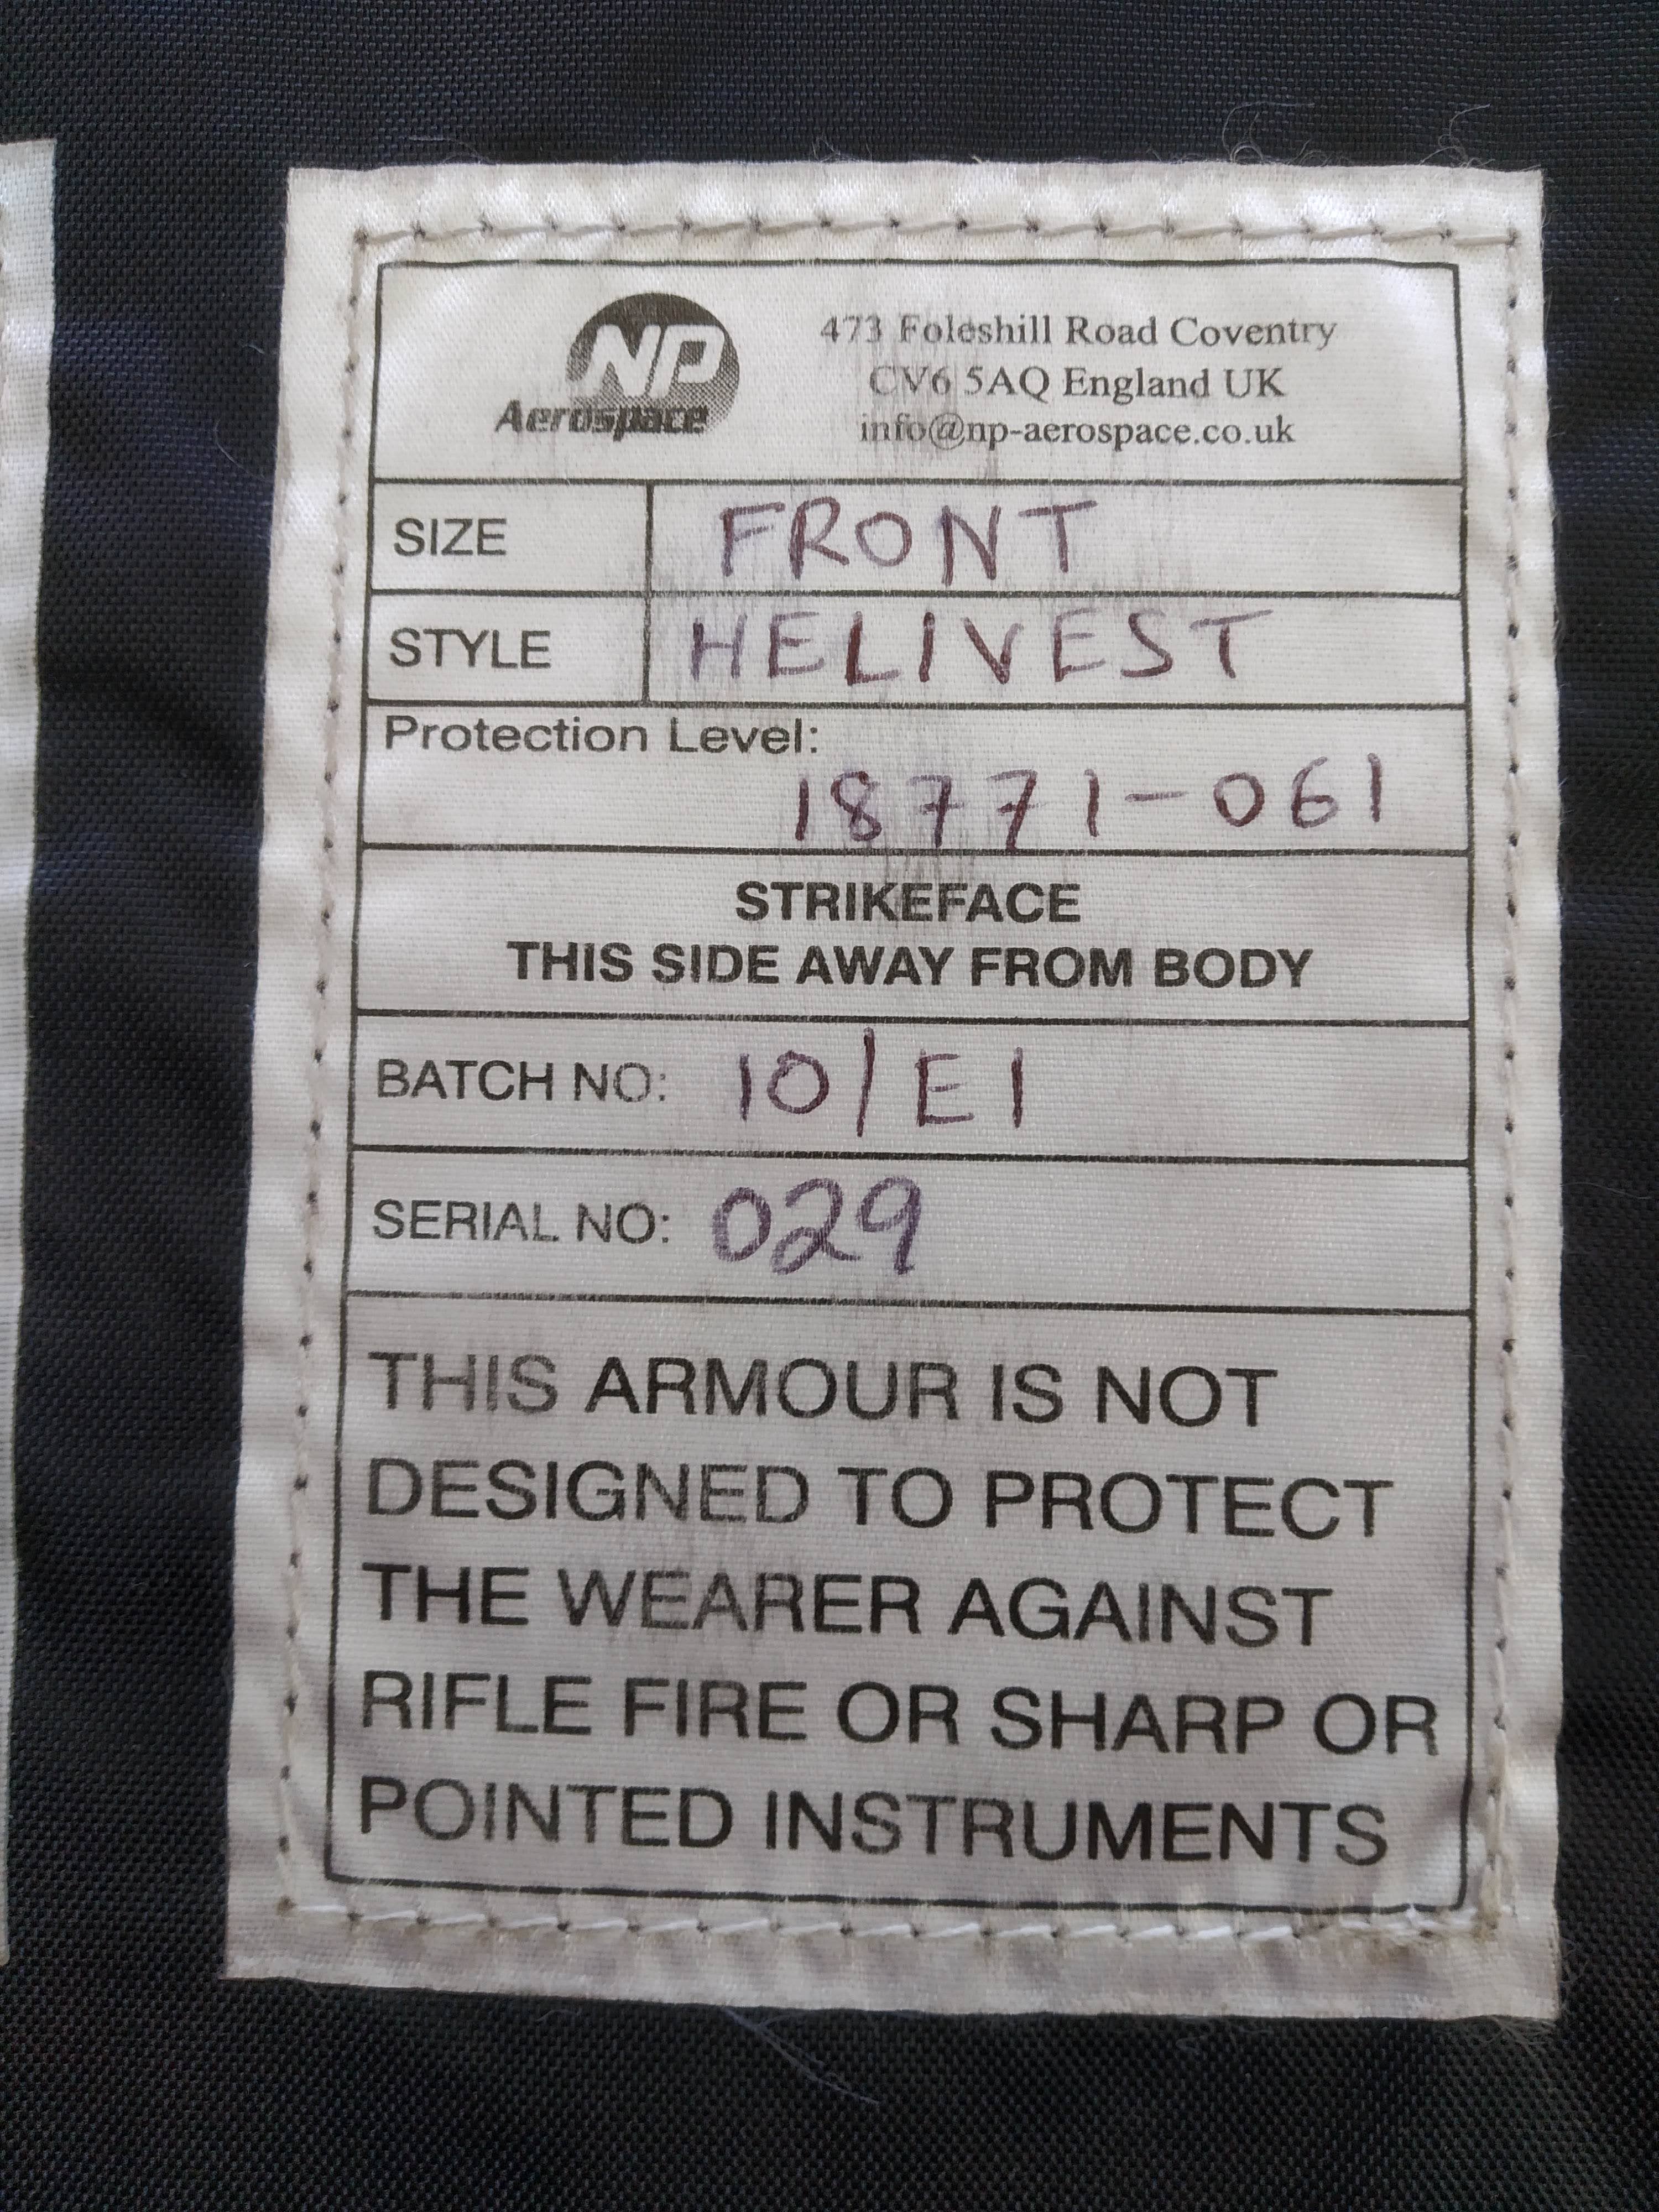 NP
Aerospace
473 Foleshill Road Coventry
CV6 5AQ England UK
info@np-aerospace.co.uk
SIZE FRONT
STYLE HELIVEST
Protection Level:
18771-061
STRIKEFACE
THIS SIDE AWAY FROM BODY
BATCH NO: 10/E1
SERIAL NO: 029
THIS ARMOUR IS NOT
DESIGNED TO PROTECT
THE WEARER AGAINST
RIFLE FIRE OR SHARP OR
POINTED INSTRUMENTS